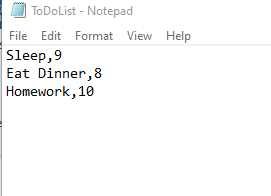 ToDoList - Notepad
File Edit Format View Help
Sleep,9
Eat Dinner,8
Homework,10